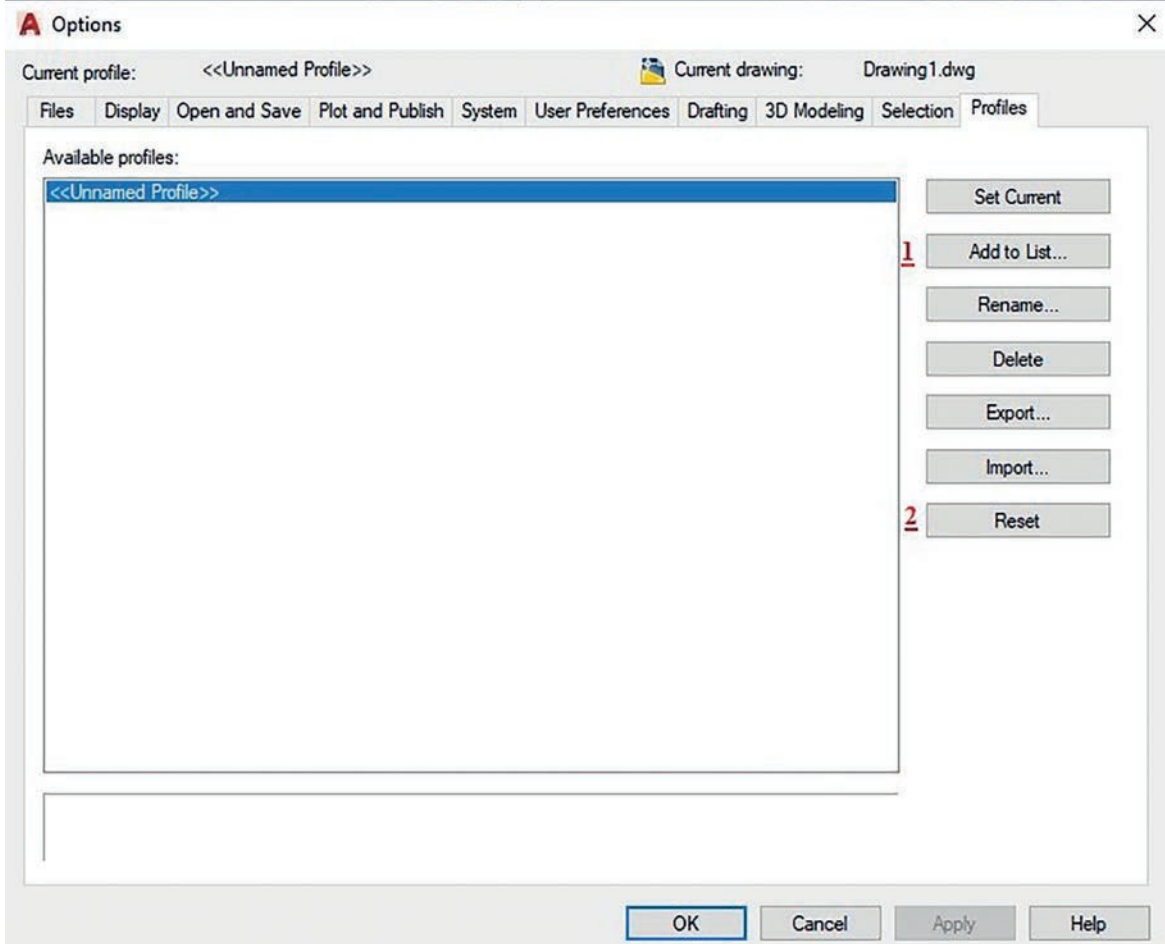 Options
Current profile: <<Unnamed Profile>> Current drawing: Drawing1.dwg
Files Display Open and Save Plot and Publish System User Preferences Drafting 3D Modeling Selection Profiles
Available profiles:
<<Unnamed Profile>>
Set Current
1 Add to List...
Rename...
Delete
Export...
Import...
2 Reset
OK Cancel Apply Help